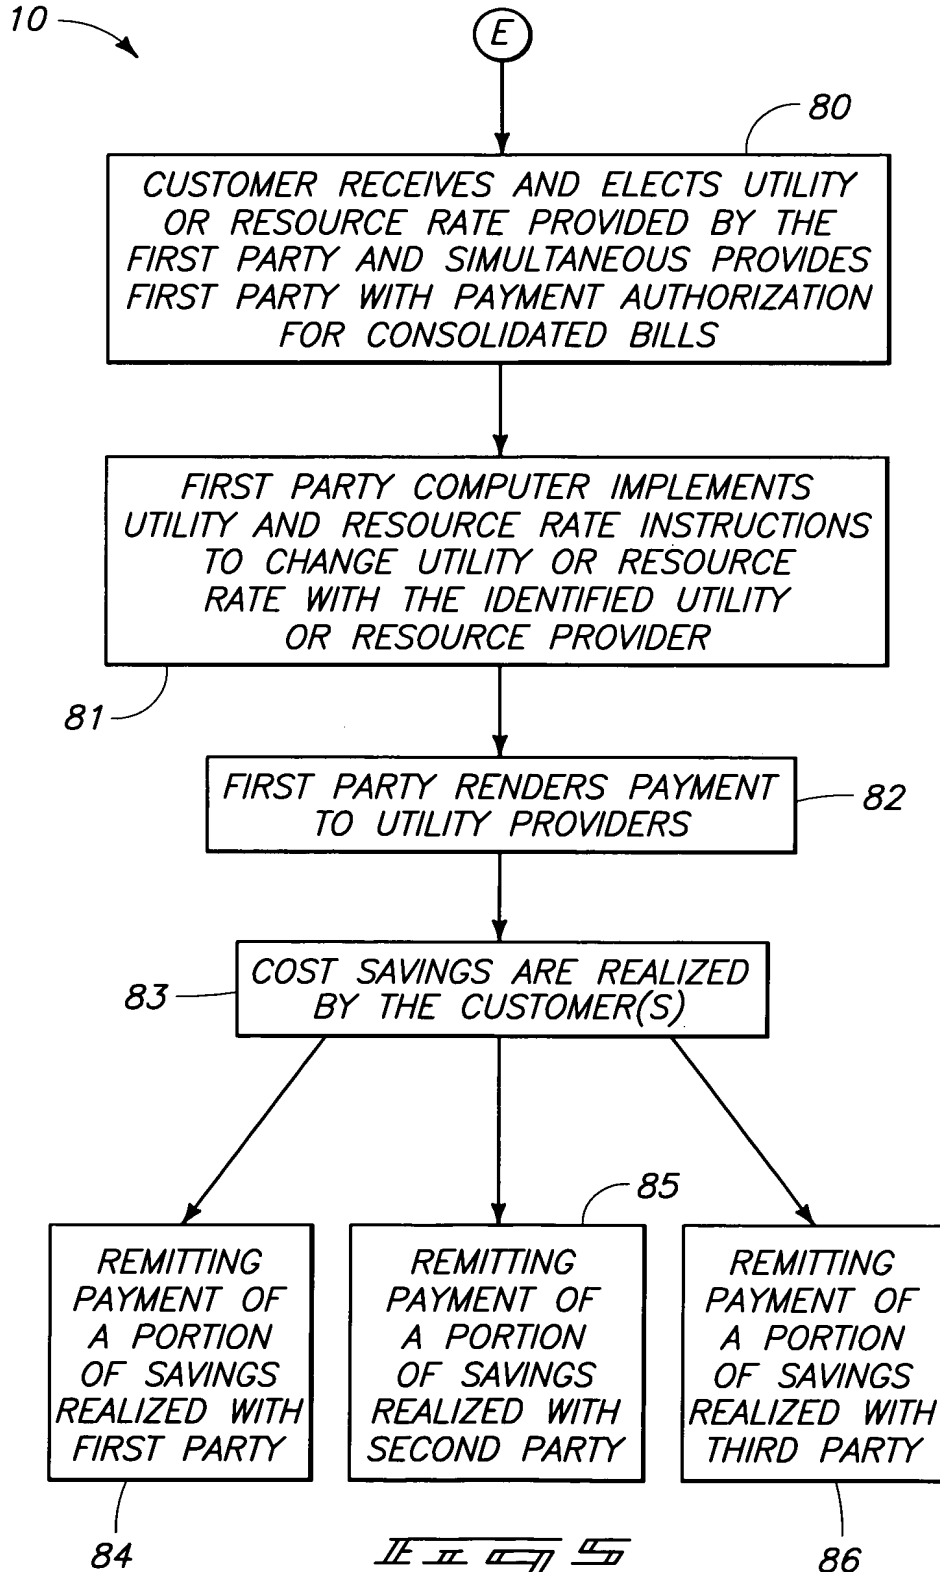 10
E
80
CUSTOMER RECEIVES AND ELECTS UTILITY
OR RESOURCE RATE PROVIDED BY THE
FIRST PARTY AND SIMULTANEOUS PROVIDES
FIRST PARTY WITH PAYMENT AUTHORIZATION
FOR CONSOLIDATED BILLS
FIRST PARTY COMPUTER IMPLEMENTS
UTILITY AND RESOURCE RATE INSTRUCTIONS
TO CHANGE UTILITY OR RESOURCE
RATE WITH THE IDENTIFIED UTILITY
OR RESOURCE PROVIDER
81
FIRST PARTY RENDERS PAYMENT
TO UTILITY PROVIDERS
82
COST SAVINGS ARE REALIZED
BY THE CUSTOMER(S)
83
REMITTING
PAYMENT OF
A PORTION
OF SAVINGS
REALIZED WITH
FIRST PARTY
84
85
REMITTING
PAYMENT OF
A PORTION
OF SAVINGS
REALIZED WITH
SECOND PARTY
REMITTING
PAYMENT OF
A PORTION
OF SAVINGS
REALIZED WITH
THIRD PARTY
86
FIG 5